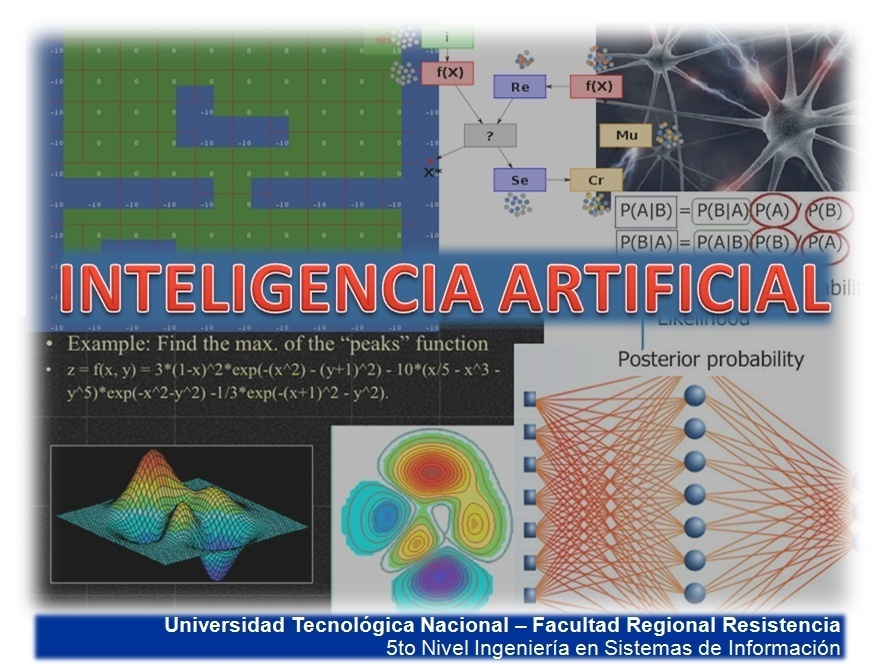 i
f(X)
Re
f(X)
?
Mu
X*
Se
Cr
P(A|B) = P(B|A) P(A) / P(B)
P(B|A) = P(A|B) P(B) / P(A)
INTELIGENCIA ARTIFICIAL
Likelihood
Posterior probability
• Example: Find the max. of the “peaks” function
• z = f(x, y) = 3*(1-x)^2*exp(-(x^2) - (y+1)^2) - 10*(x/5 - x^3 -
y^5)*exp(-x^2-y^2) -1/3*exp(-(x+1)^2 - y^2).
Universidad Tecnológica Nacional – Facultad Regional Resistencia
5to Nivel Ingeniería en Sistemas de Información